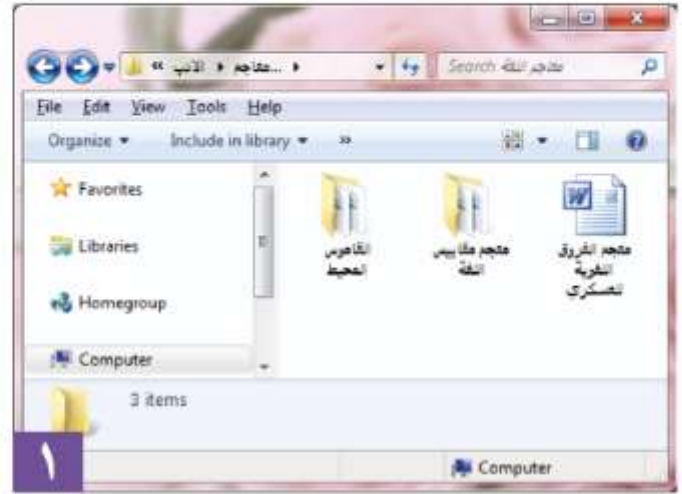 « الأدب ▸ معاجم... ▸
Search معاجم اللغة
File Edit View Tools Help
Organize ▾ Include in library ▾ »
Favorites
Libraries
Homegroup
Computer
القاموس
المحيط
معجم مقاييس
اللغة
معجم الفروق
اللغوية
للعسكري
3 items
Computer
١